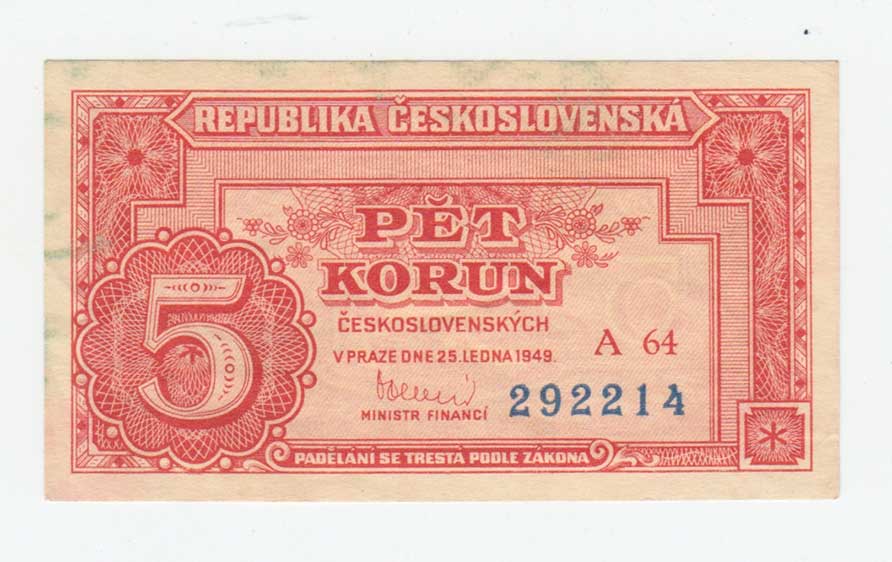 REPUBLIKA ČESKOSLOVENSKÁ
PĚT
KORUN
ČESKOSLOVENSKÝCH
V PRAZE DNE 25. LEDNA 1949.
A 64
MINISTR FINANCÍ
292214
5
PADĚLÁNÍ SE TRESTÁ PODLE ZÁKONA